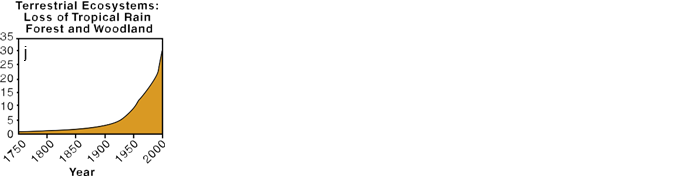 Terrestrial Ecosystems:
Loss of Tropical Rain
Forest and Woodland
j
35
30
25
20
15
10
5
0
1750 1800 1850 1900 1950 2000
Year